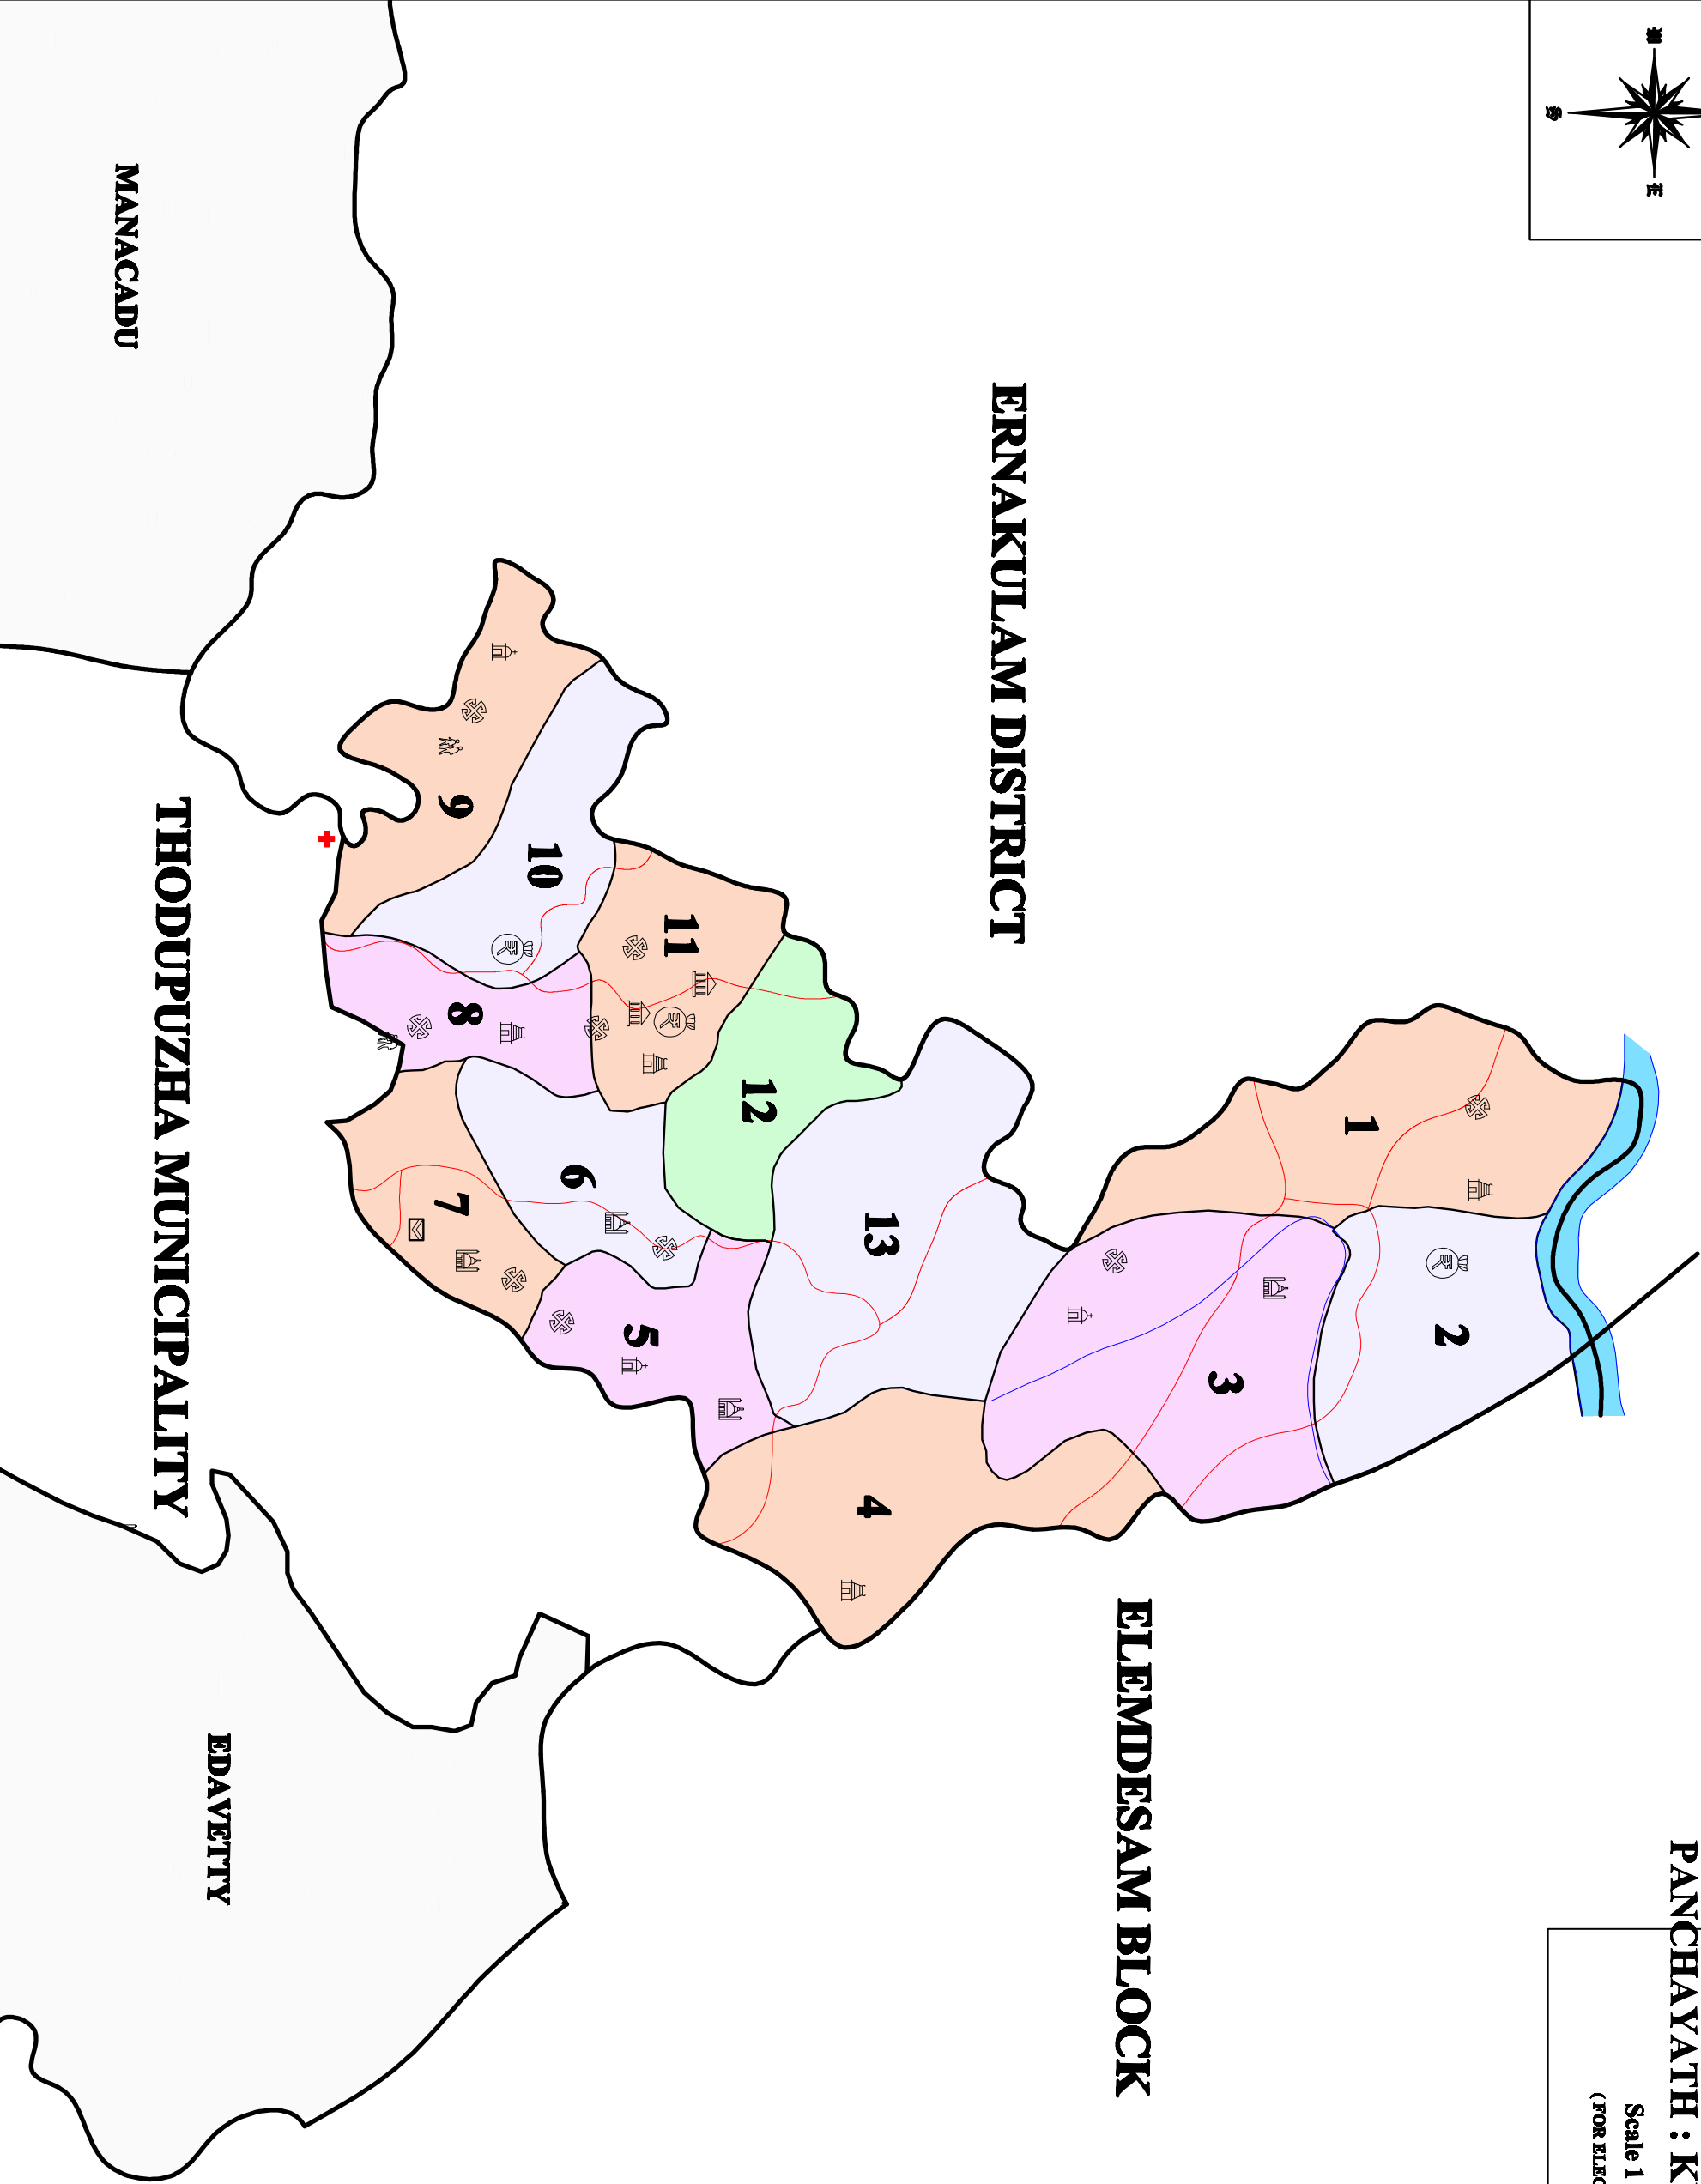 PANCHAYATH : K
Scale 1
( FOR ELEC
W
E
S
ERNAKULAM DISTRICT
ELEMDESAM BLOCK
MANACADU
THODUPUZHA MUNICIPALITY
EDAVETTY
1
2
3
4
5
6
7
8
9
10
11
12
13